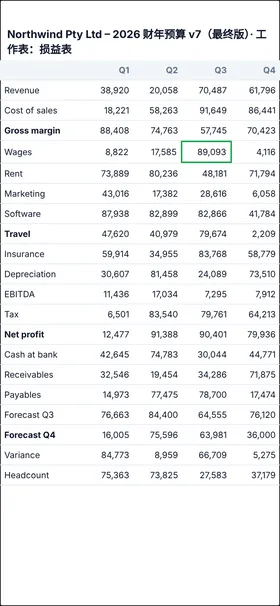 Northwind Pty Ltd – 2026 财年预算 v7（最终版）· 工
作表：损益表
Q1 Q2 Q3 Q4
Revenue 38,920 20,058 70,487 61,796
Cost of sales 18,221 58,263 91,649 86,441
Gross margin 88,408 74,763 57,745 70,423
Wages 8,822 17,585 89,093 4,116
Rent 73,889 80,236 48,181 71,794
Marketing 43,016 17,382 28,616 6,058
Software 87,938 82,899 82,866 41,784
Travel 47,620 40,979 79,674 2,209
Insurance 59,914 34,955 83,768 58,779
Depreciation 30,607 81,458 24,089 73,510
EBITDA 11,436 17,034 7,295 7,912
Tax 6,501 83,540 79,761 64,213
Net profit 12,477 91,388 90,401 79,936
Cash at bank 42,645 74,783 30,044 44,771
Receivables 32,546 19,454 34,286 71,875
Payables 14,973 77,475 78,700 17,474
Forecast Q3 76,663 84,400 64,555 76,120
Forecast Q4 16,005 75,596 63,981 36,000
Variance 84,773 8,959 66,709 5,275
Headcount 75,363 73,825 27,583 37,179